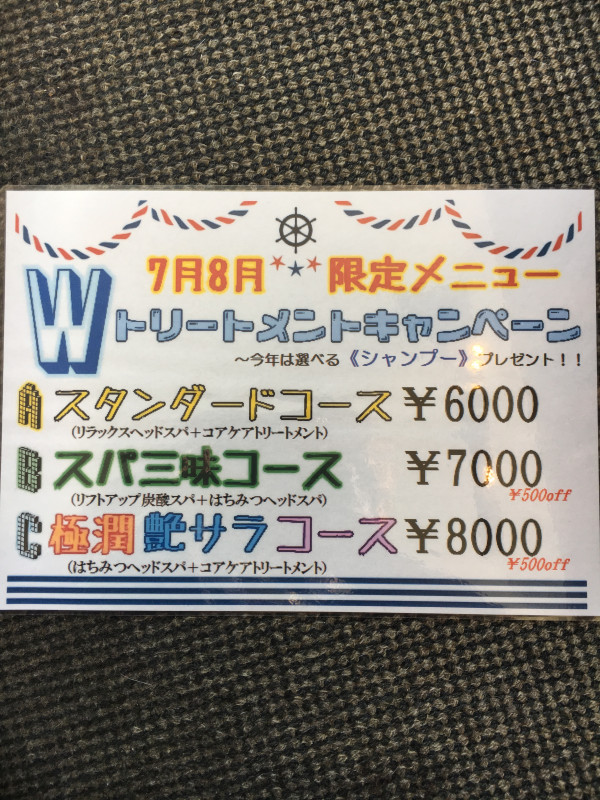 7月8月 限定メニュー
Wトリートメントキャンペーン
～今年は選べる《シャンプー》プレゼント！！
A スタンダードコース ￥6000
(リラックスヘッドスパ＋コアケアトリートメント)
B スパ三昧コース ￥7000
(リフトアップ炭酸スパ＋はちみつヘッドスパ)
￥500off
C 極潤艶サラコース ￥8000
(はちみつヘッドスパ＋コアケアトリートメント)
￥500off